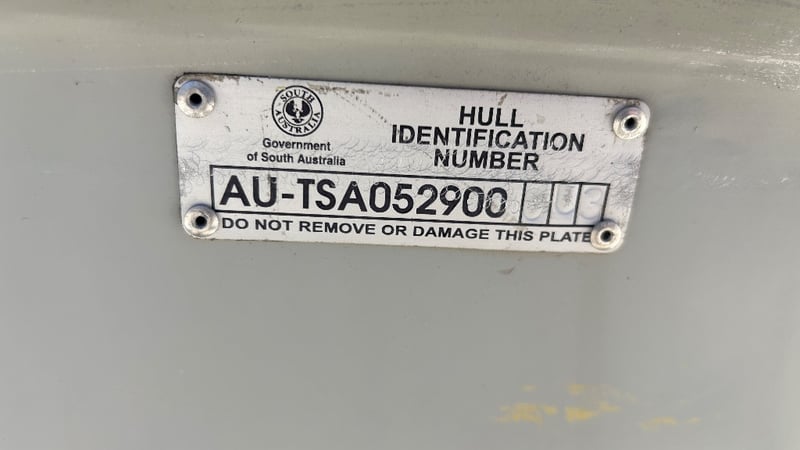 SOUTH
AUSTRALIA
Government
of South Australia
HULL
IDENTIFICATION
NUMBER
AU-TSA052900
DO NOT REMOVE OR DAMAGE THIS PLATE